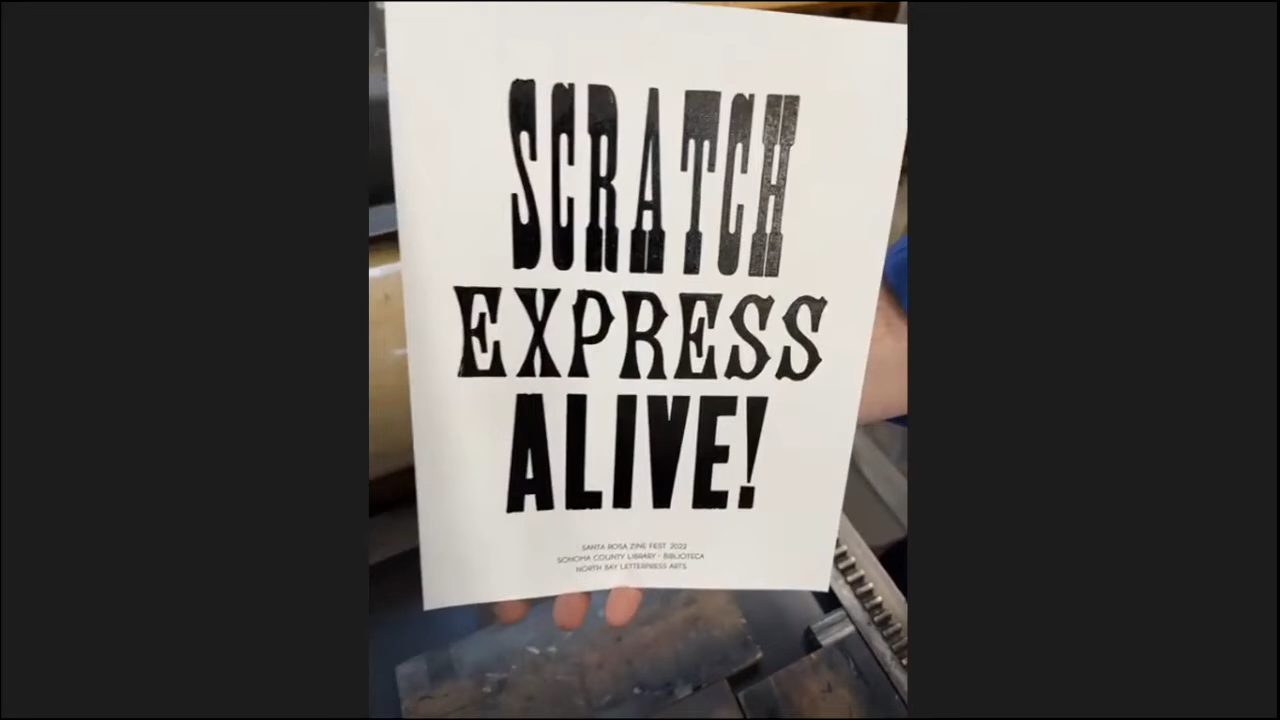 SCRATCH
EXPRESS
ALIVE!
SANTA ROSA ZINE FEST 2022
SONOMA COUNTY LIBRARY - BIBLIOTECA
NORTH BAY LETTERPRESS ARTS